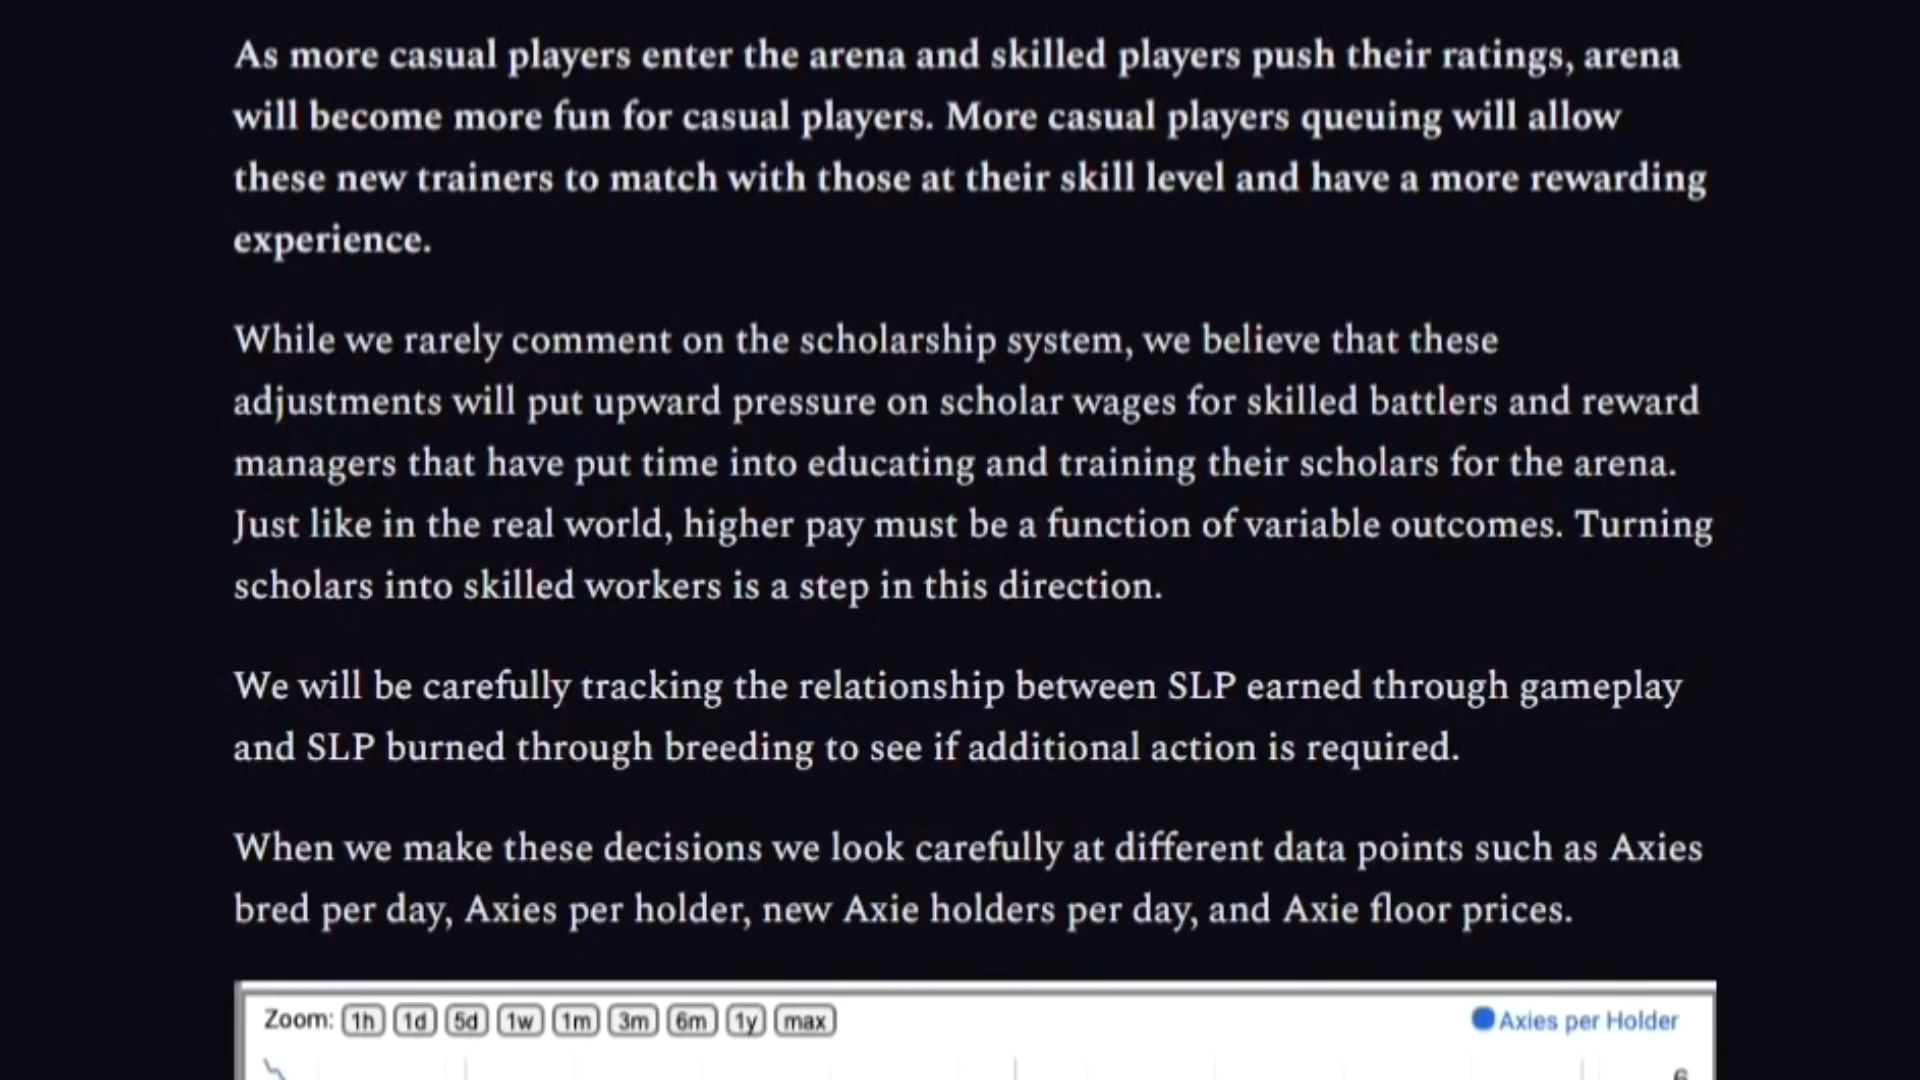 As more casual players enter the arena and skilled players push their ratings, arena
will become more fun for casual players. More casual players queuing will allow
these new trainers to match with those at their skill level and have a more rewarding
experience.
While we rarely comment on the scholarship system, we believe that these
adjustments will put upward pressure on scholar wages for skilled battlers and reward
managers that have put time into educating and training their scholars for the arena.
Just like in the real world, higher pay must be a function of variable outcomes. Turning
scholars into skilled workers is a step in this direction.
We will be carefully tracking the relationship between SLP earned through gameplay
and SLP burned through breeding to see if additional action is required.
When we make these decisions we look carefully at different data points such as Axies
bred per day, Axies per holder, new Axie holders per day, and Axie floor prices.
Zoom: 1h 1d 5d 1w 1m 3m 6m 1y max Axies per Holder
6